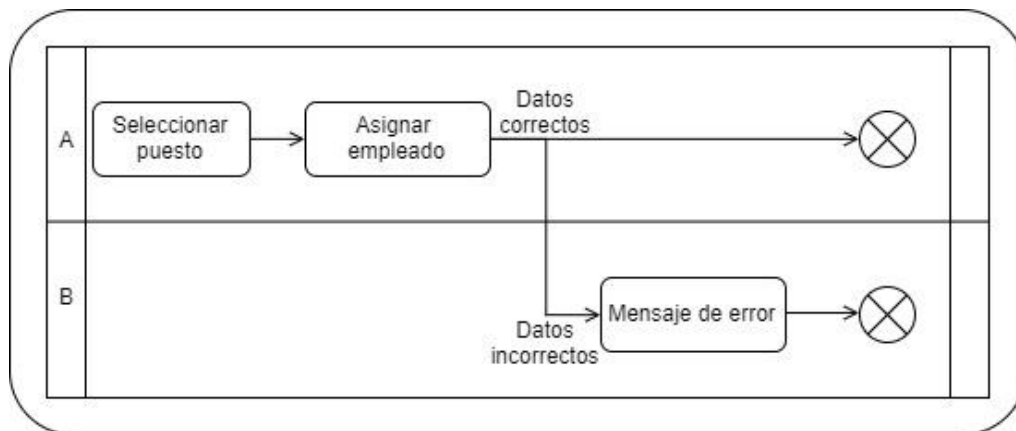 A
Seleccionar
puesto
Asignar
empleado
Datos
correctos
B
Datos
incorrectos
Mensaje de error